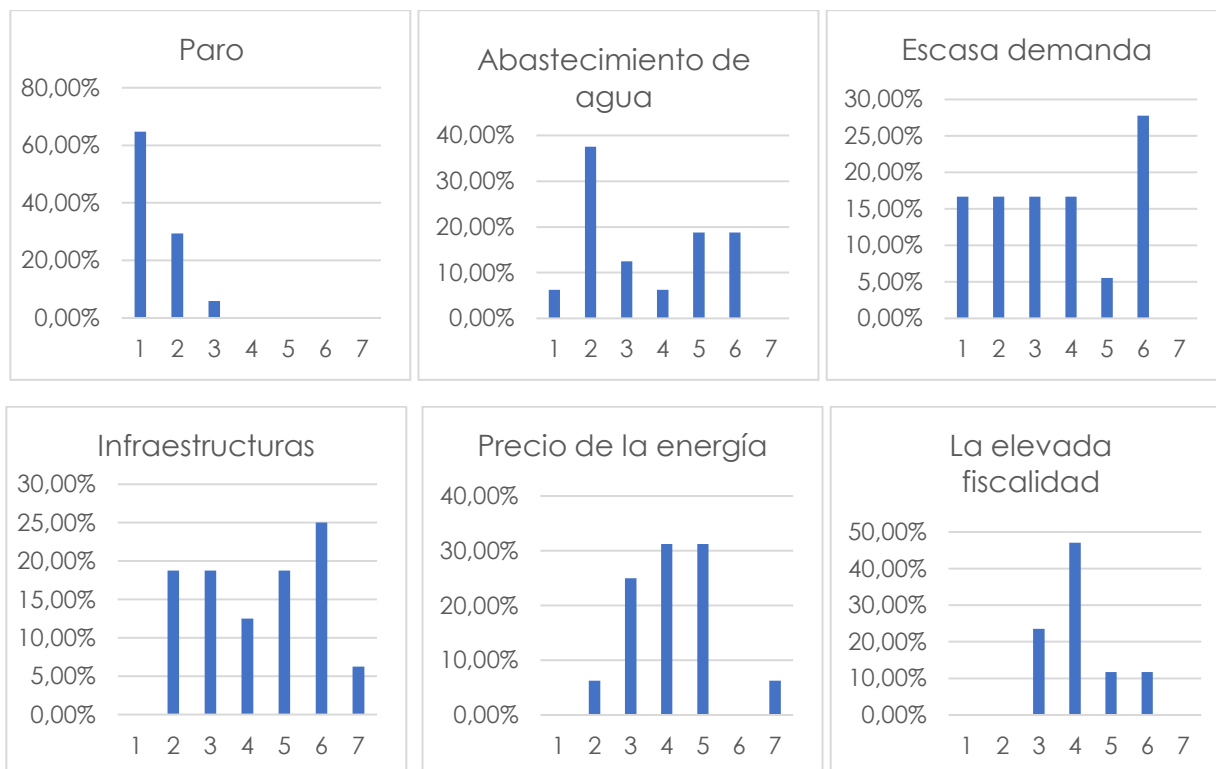 Paro
80,00%
60,00%
40,00%
20,00%
0,00%
1 2 3 4 5 6 7
Abastecimiento de
agua
40,00%
30,00%
20,00%
10,00%
0,00%
1 2 3 4 5 6 7
Escasa demanda
30,00%
25,00%
20,00%
15,00%
10,00%
5,00%
0,00%
1 2 3 4 5 6 7
Infraestructuras
30,00%
25,00%
20,00%
15,00%
10,00%
5,00%
0,00%
1 2 3 4 5 6 7
Precio de la energía
40,00%
30,00%
20,00%
10,00%
0,00%
1 2 3 4 5 6 7
La elevada
fiscalidad
50,00%
40,00%
30,00%
20,00%
10,00%
0,00%
1 2 3 4 5 6 7